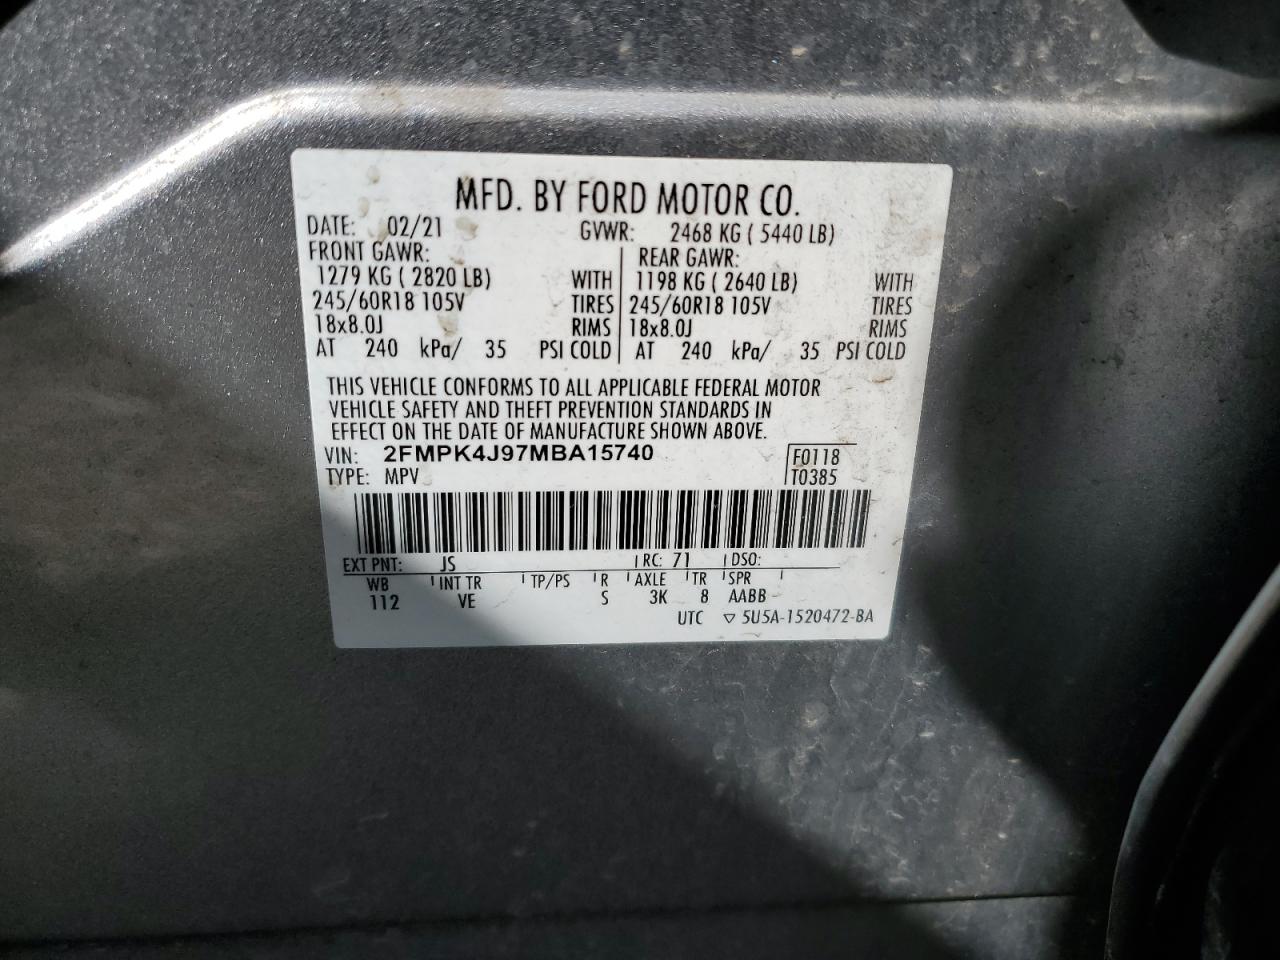 MFD. BY FORD MOTOR CO.
DATE: 02/21 GVWR: 2468 KG ( 5440 LB)
FRONT GAWR: REAR GAWR:
1279 KG ( 2820 LB) WITH 1198 KG ( 2640 LB) WITH
245/60R18 105V TIRES 245/60R18 105V TIRES
18x8.0J RIMS 18x8.0J RIMS
AT 240 kPa/ 35 PSI COLD AT 240 kPa/ 35 PSI COLD
THIS VEHICLE CONFORMS TO ALL APPLICABLE FEDERAL MOTOR
VEHICLE SAFETY AND THEFT PREVENTION STANDARDS IN
EFFECT ON THE DATE OF MANUFACTURE SHOWN ABOVE.
VIN: 2FMPK4J97MBA15740 F0118
TYPE: MPV T0385
EXT PNT: JS RC: 71 DSO:
WB INT TR TP/PS R AXLE TR SPR
112 VE S 3K 8 AABB
UTC ▽ 5U5A-1520472-BA